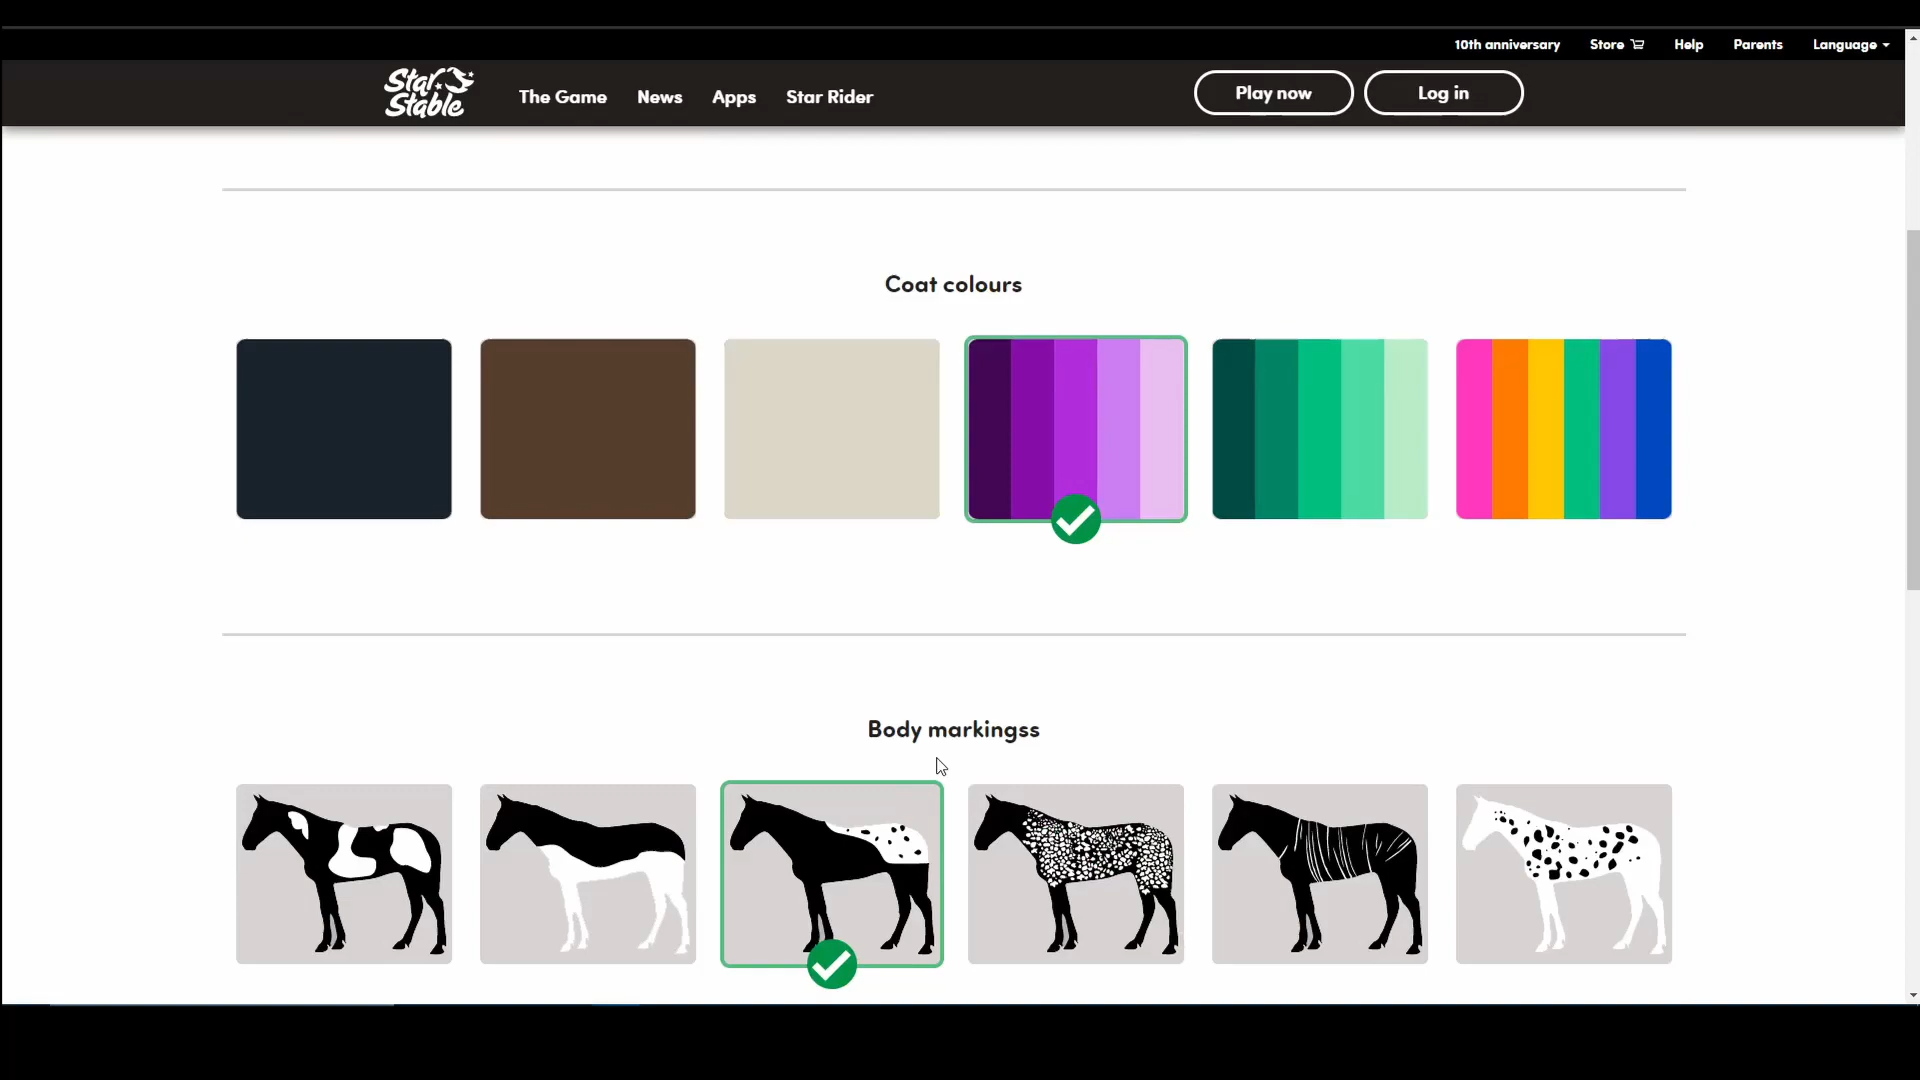 10th anniversary Store Help Parents Language
Star Stable The Game News Apps Star Rider Play now Log in
Coat colours
Body markingss